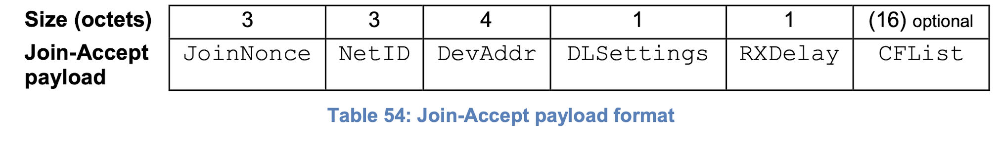 Size (octets) 3 3 4 1 1 (16) optional
Join-Accept JoinNonce NetID DevAddr DLSettings RXDelay CFList
payload
Table 54: Join-Accept payload format